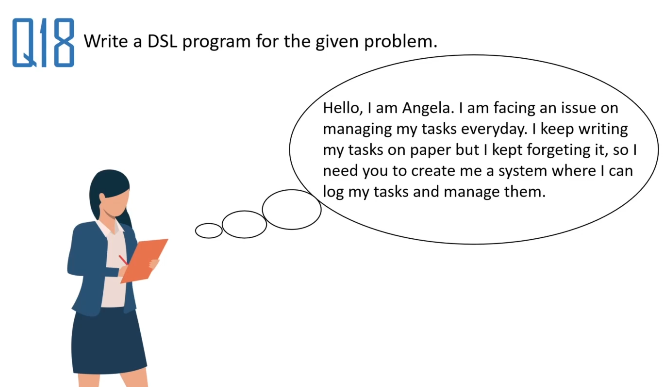 Q18 Write a DSL program for the given problem.
Hello, I am Angela. I am facing an issue on
managing my tasks everyday. I keep writing
my tasks on paper but I kept forgeting it, so I
need you to create me a system where I can
log my tasks and manage them.